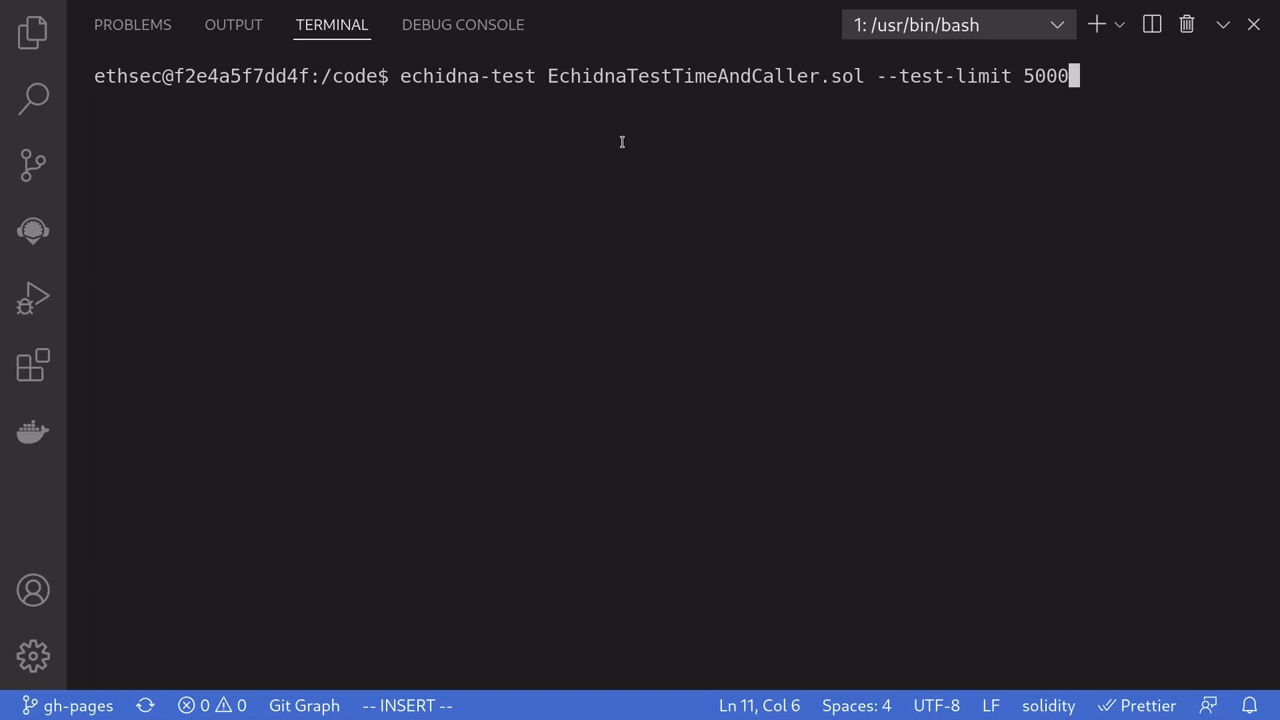 PROBLEMS OUTPUT TERMINAL DEBUG CONSOLE 1: /usr/bin/bash
ethsec@f2e4a5f7dd4f:/code$ echidna-test EchidnaTestTimeAndCaller.sol --test-limit 5000
gh-pages 0 0 Git Graph -- INSERT -- Ln 11, Col 6 Spaces: 4 UTF-8 LF solidity Prettier